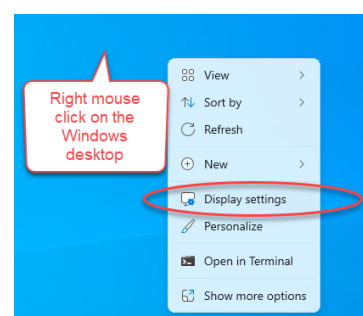 Right mouse
click on the
Windows
desktop
View
Sort by
Refresh
New
Display settings
Personalize
Open in Terminal
Show more options